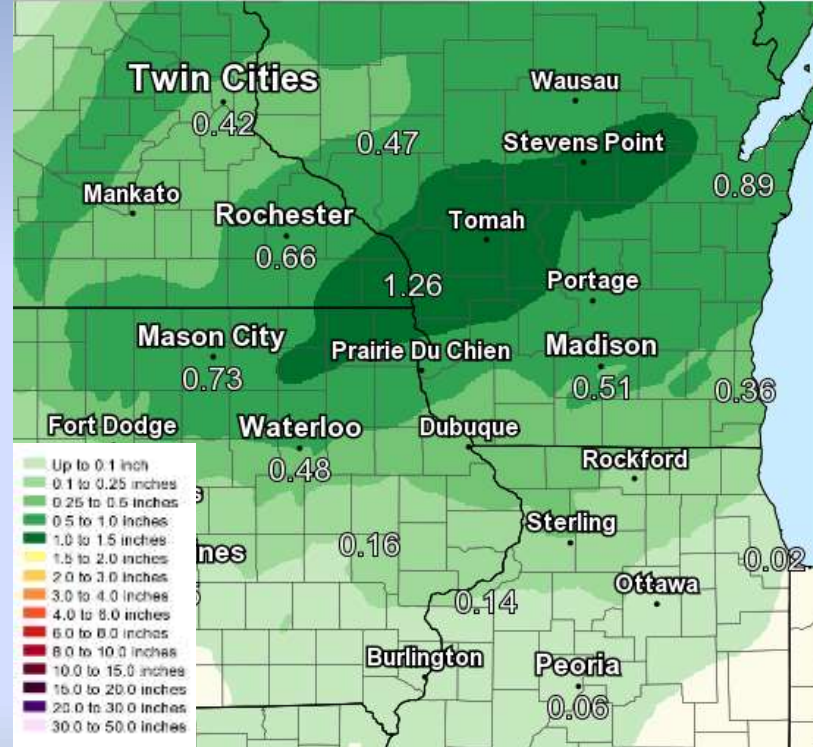 Twin Cities
0.42
Wausau
0.47
Stevens Point
0.89
Mankato
Rochester
0.66
Tomah
1.26
Portage
Mason City
0.73
Prairie Du Chien
Madison
0.51
0.36
Fort Dodge
Waterloo
0.48
Dubuque
Rockford
Sterling
0.16
0.02
Ottawa
0.14
Burlington
Peoria
0.06
s
ines
Up to 0.1 inch
0.1 to 0.25 inches
0.25 to 0.5 inches
0.5 to 1.0 inches
1.0 to 1.5 inches
1.5 to 2.0 inches
2.0 to 3.0 inches
3.0 to 4.0 inches
4.0 to 6.0 inches
6.0 to 8.0 inches
8.0 to 10.0 inches
10.0 to 15.0 inches
15.0 to 20.0 inches
20.0 to 30.0 inches
30.0 to 50.0 inches